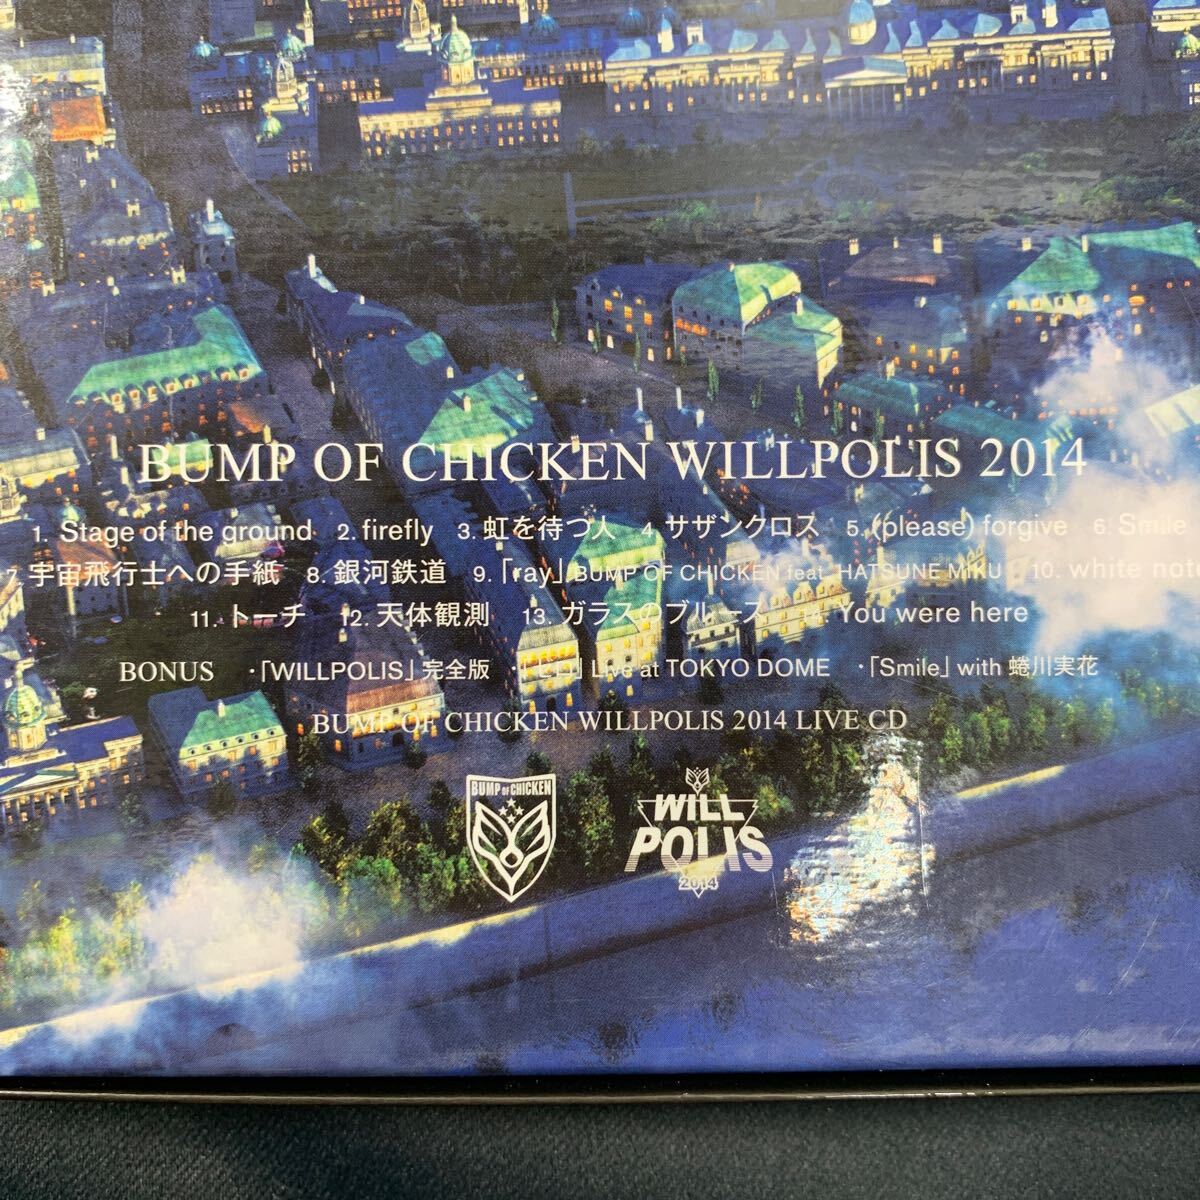 BUMP OF CHICKEN WILLPOLIS 2014
1. Stage of the ground 2. firefly 3. 虹を待つ人 4. サザンクロス 5. (please) forgive 6. Smile
7. 宇宙飛行士への手紙 8. 銀河鉄道 9.「ray」BUMP OF CHICKEN feat. HATSUNE MIKU 10. white note
11. トーチ 12. 天体観測 13. ガラスのブルース 14. You were here
BONUS ・「WILLPOLIS」完全版 ・「ヒロ」Live at TOKYO DOME ・「Smile」with 蜷川実花
BUMP OF CHICKEN WILLPOLIS 2014 LIVE CD
BUMP OF CHICKEN
WILL
POLIS
2014